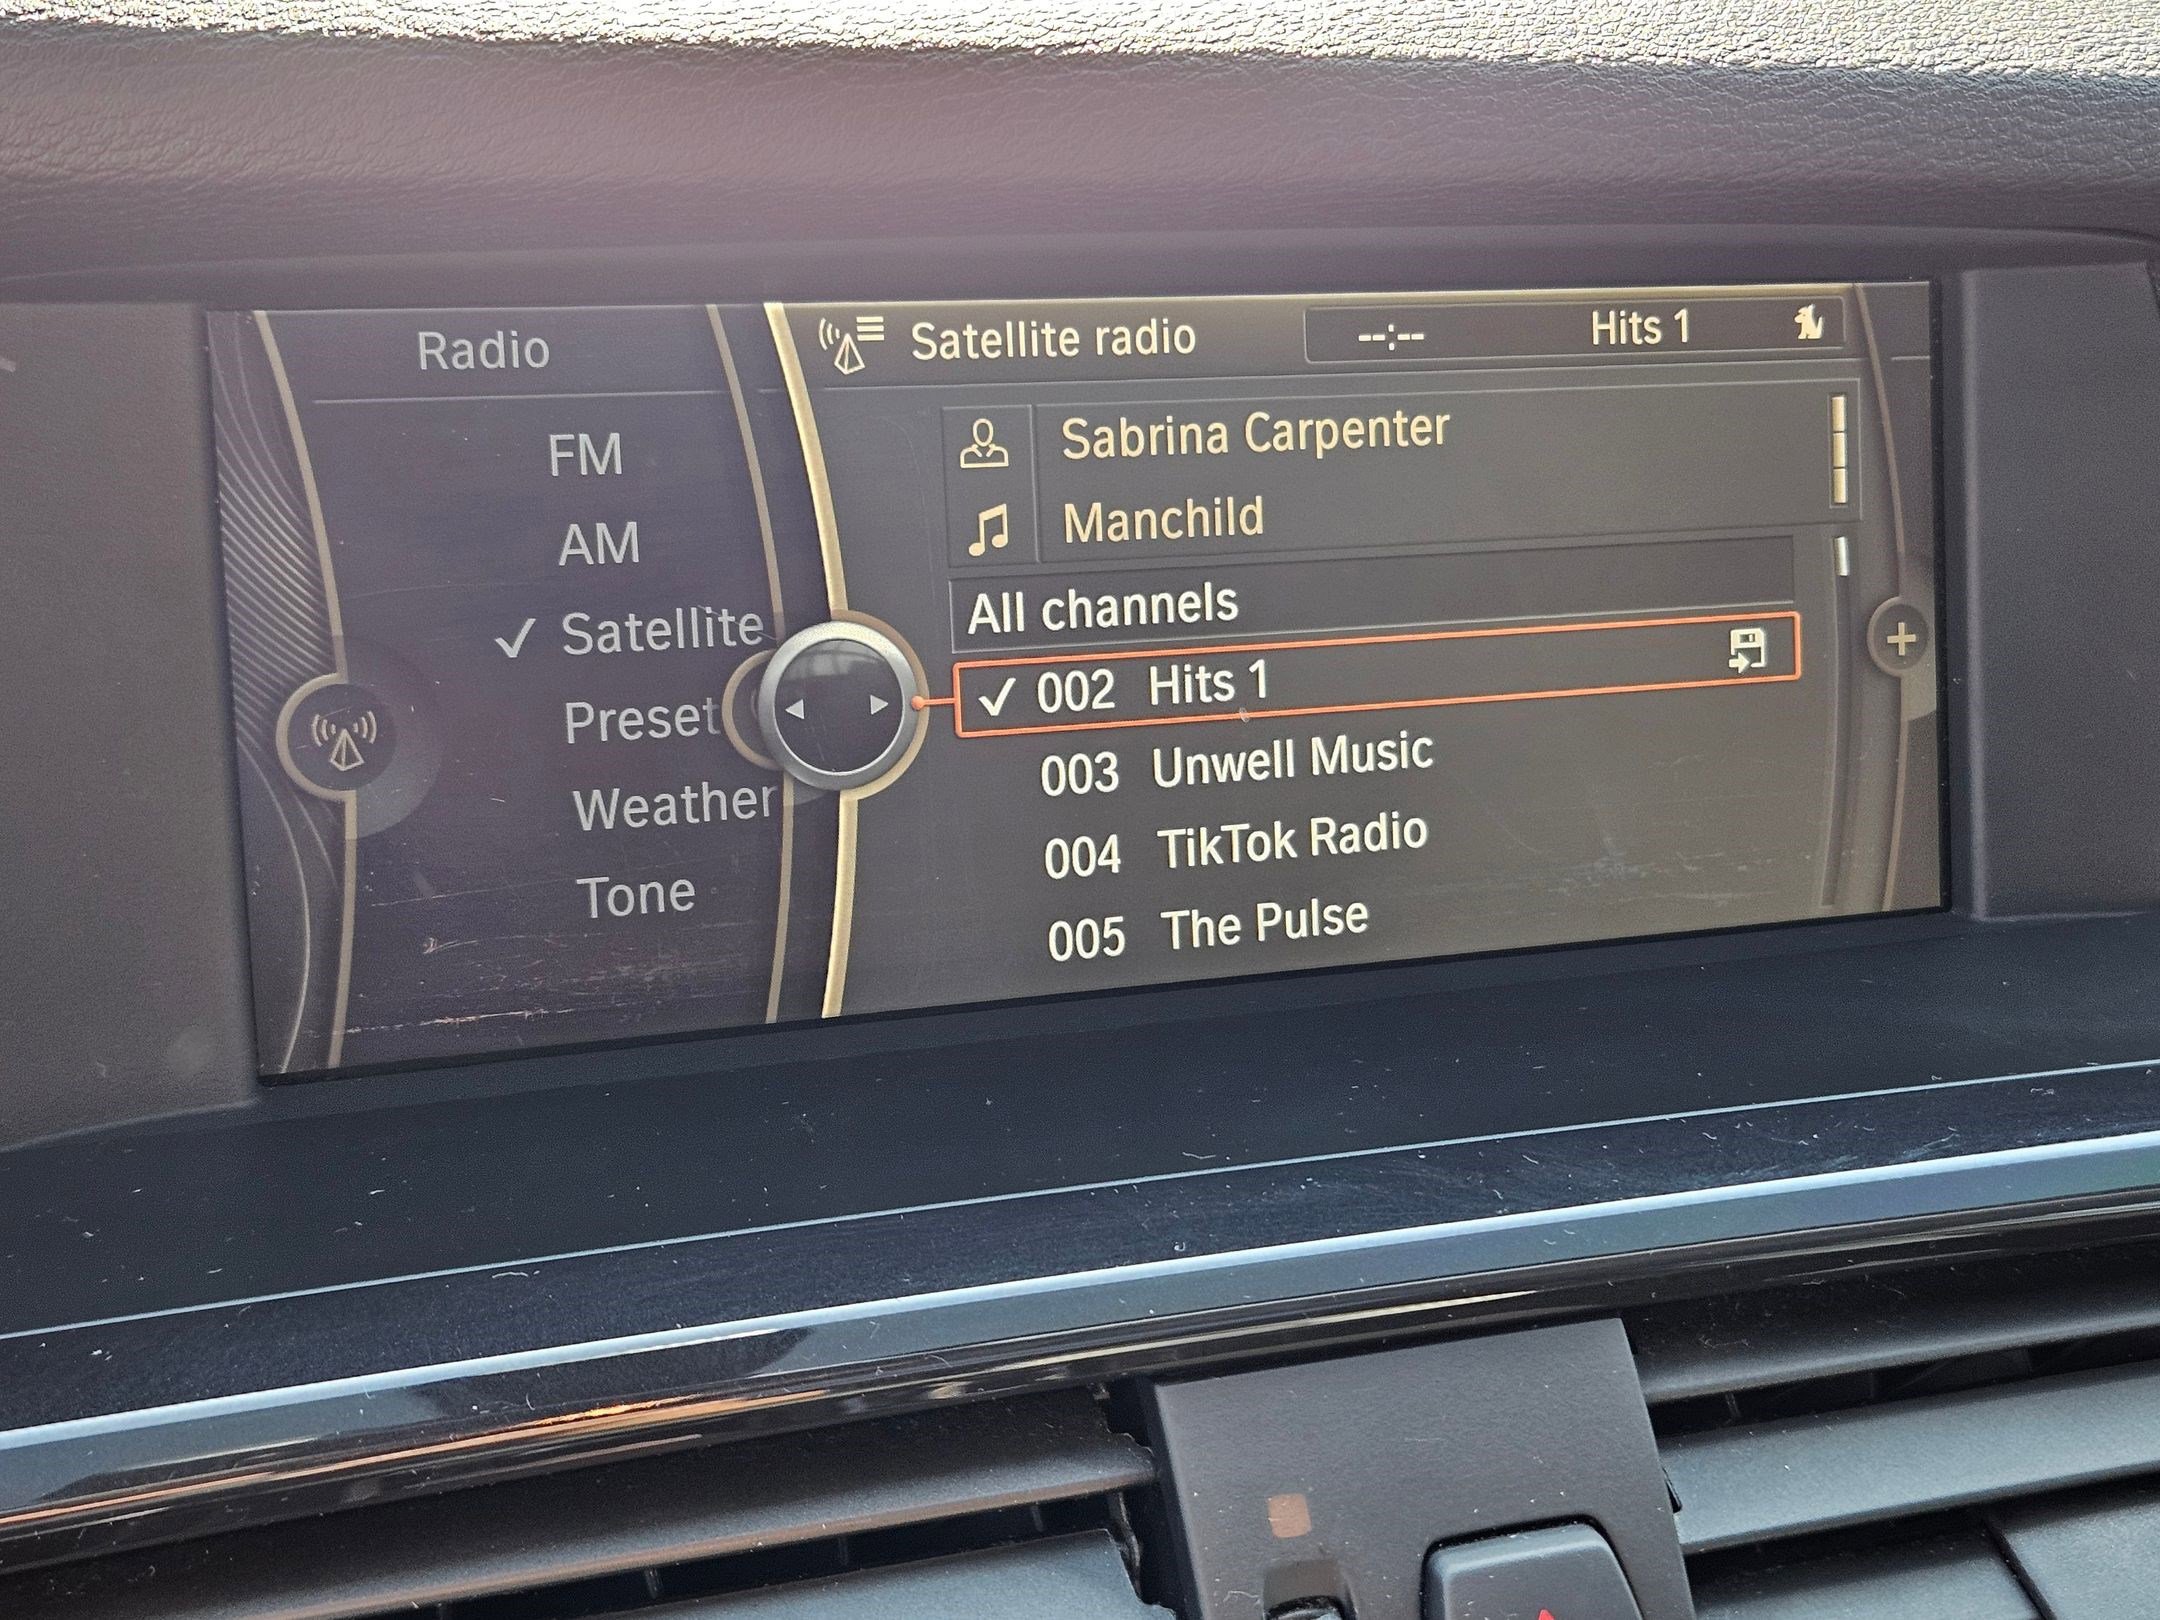 Radio
FM
AM
Satellite
Preset
Weather
Tone
Satellite radio
--:--
Hits 1
Sabrina Carpenter
Manchild
All channels
002 Hits 1
003 Unwell Music
004 TikTok Radio
005 The Pulse